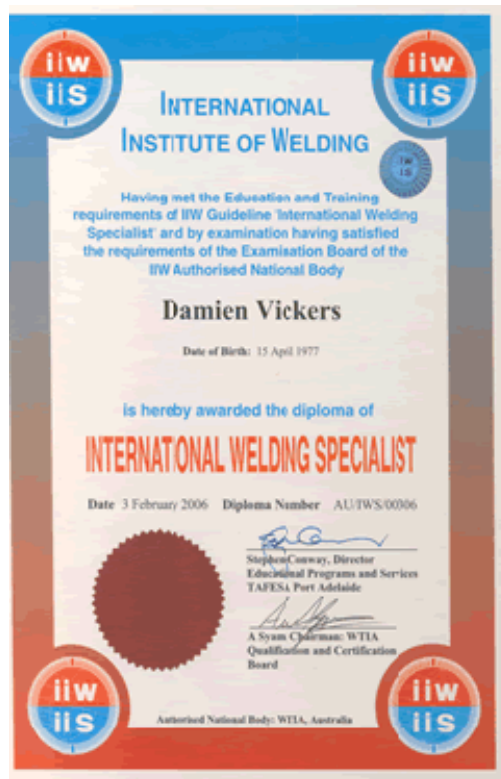 iiw
iis
iiw
iis
INTERNATIONAL
INSTITUTE OF WELDING
iw
is
Having met the Education and Training
requirements of IIW Guideline 'International Welding
Specialist' and by examination having satisfied
the requirements of the Examination Board of the
IIW Authorised National Body
Damien Vickers
Date of Birth: 15 April 1977
is hereby awarded the diploma of
INTERNATIONAL WELDING SPECIALIST
Date 3 February 2006 Diploma Number AU/IWS/00306
Stephen Conway, Director
Educational Programs and Services
TAFESA Port Adelaide
A Syam Chairman: WTIA
Qualification and Certification
Board
iiw
iis
iiw
iis
Authorised National Body: WTIA, Australia